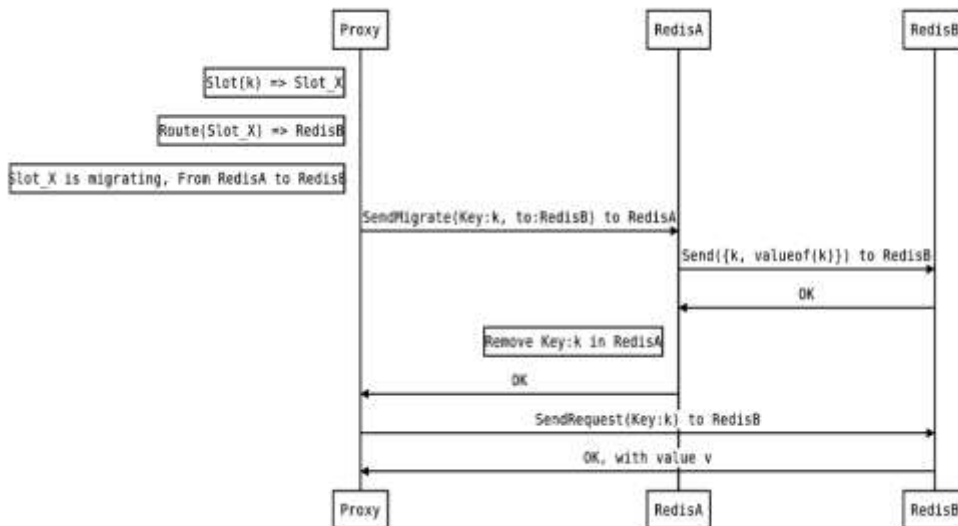 Proxy RedisA RedisB
Slot(k) => Slot_X
Route(Slot_X) => RedisB
Slot_X is migrating, From RedisA to RedisB
SendMigrate(Key:k, to:RedisB) to RedisA
Send({k, valueof(k)}) to RedisB
OK
Remove Key:k in RedisA
OK
SendRequest(Key:k) to RedisB
OK, with value v
Proxy RedisA RedisB